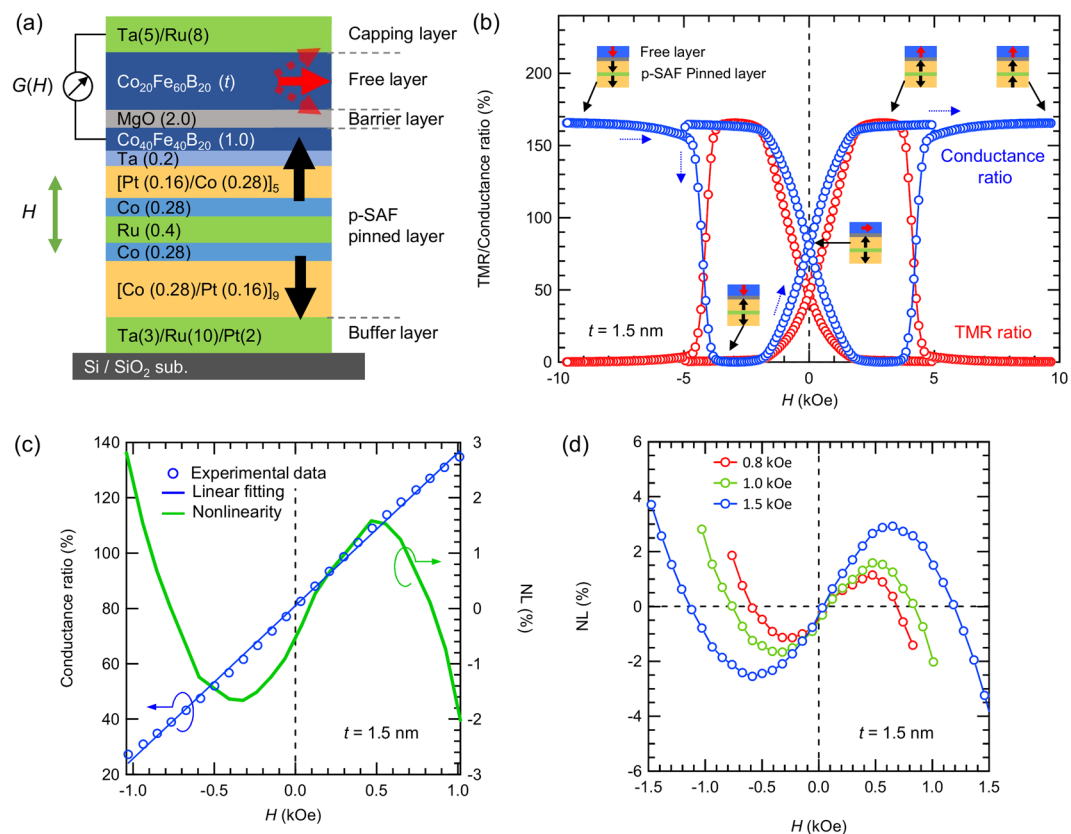 (a)
Ta(5)/Ru(8)
Capping layer
G(H)
Co20Fe60B20 (t)
Free layer
MgO (2.0)
Barrier layer
Co40Fe40B20 (1.0)
Ta (0.2)
[Pt (0.16)/Co (0.28)]5
H
Co (0.28)
Ru (0.4)
p-SAF
pinned layer
Co (0.28)
[Co (0.28)/Pt (0.16)]9
Ta(3)/Ru(10)/Pt(2)
Buffer layer
Si / SiO2 sub.
(b)
TMR/Conductance ratio (%)
200
150
100
50
0
Free layer
p-SAF Pinned layer
Conductance
ratio
t = 1.5 nm
TMR ratio
-10
-5
0
5
10
H (kOe)
(c)
Conductance ratio (%)
140
120
100
80
60
40
20
Experimental data
Linear fitting
Nonlinearity
t = 1.5 nm
3
2
1
0
-1
-2
-3
NL (%)
-1.0
-0.5
0.0
0.5
1.0
H (kOe)
(d)
NL (%)
6
4
2
0
-2
-4
-6
0.8 kOe
1.0 kOe
1.5 kOe
t = 1.5 nm
-1.5
-1.0
-0.5
0.0
0.5
1.0
1.5
H (kOe)